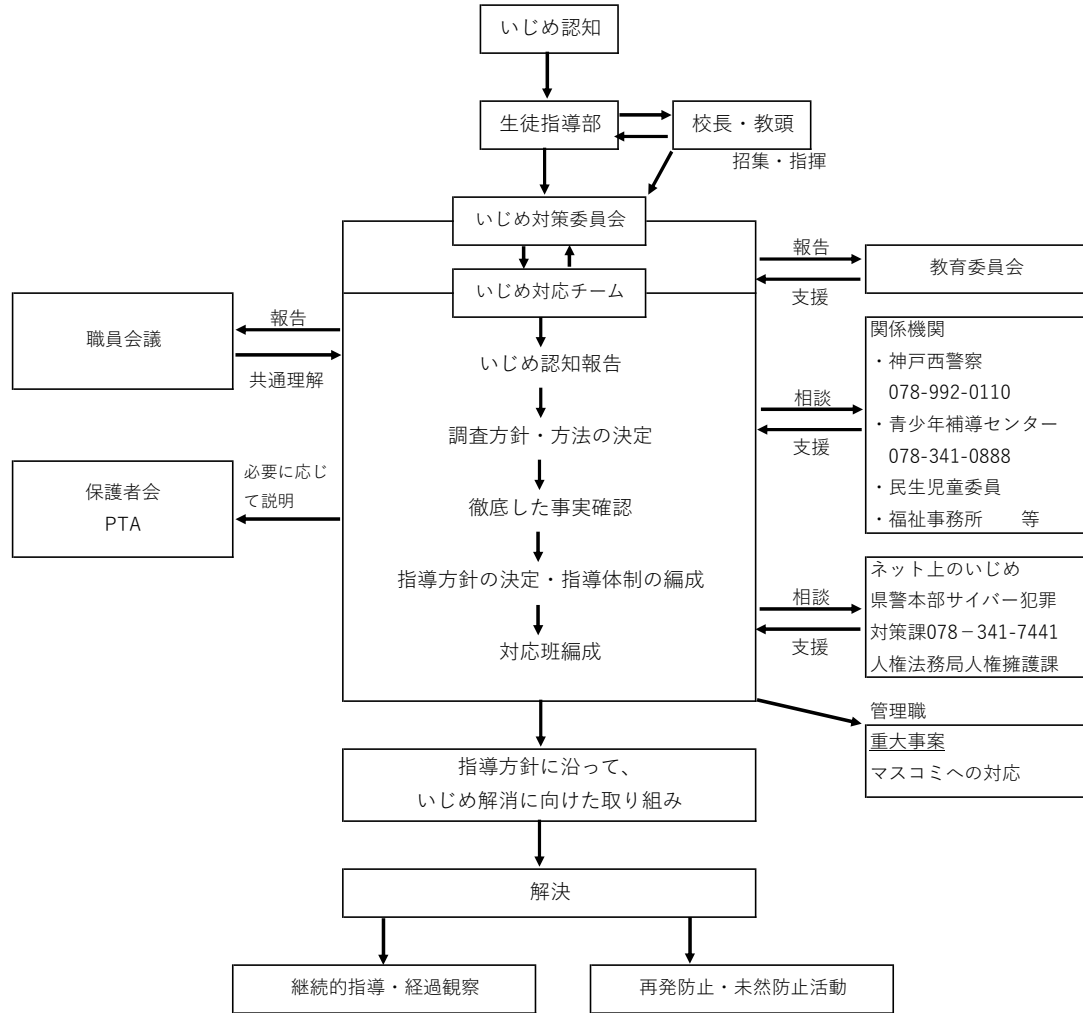 いじめ認知
生徒指導部
校長・教頭
招集・指揮
いじめ対策委員会
いじめ対応チーム
報告
支援
教育委員会
職員会議
報告
共通理解
いじめ認知報告
調査方針・方法の決定
徹底した事実確認
指導方針の決定・指導体制の編成
対応班編成
相談
支援
関係機関
・神戸西警察
078-992-0110
・青少年補導センター
078-341-0888
・民生児童委員
・福祉事務所　　等
保護者会
PTA
必要に応じ
て説明
相談
支援
ネット上のいじめ
県警本部サイバー犯罪
対策課078－341-7441
人権法務局人権擁護課
管理職
重大事案
マスコミへの対応
指導方針に沿って、
いじめ解消に向けた取り組み
解決
継続的指導・経過観察
再発防止・未然防止活動